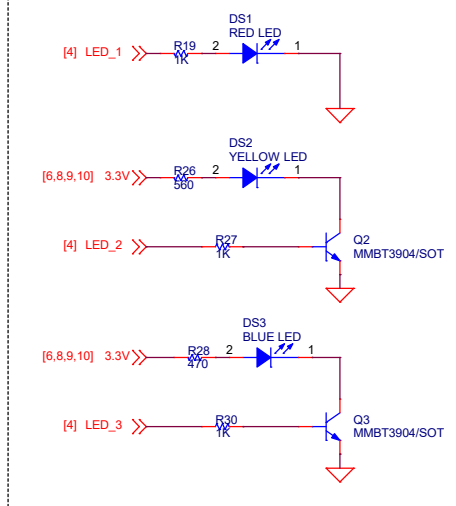 DS1
RED LED
[4] LED_1 R19 2 1
1K
DS2
YELLOW LED
[6,8,9,10] 3.3V R26 2 1
560
Q2
[4] LED_2 R27 MMBT3904/SOT
1K
DS3
BLUE LED
[6,8,9,10] 3.3V R28 2 1
470
Q3
[4] LED_3 R30 MMBT3904/SOT
1K